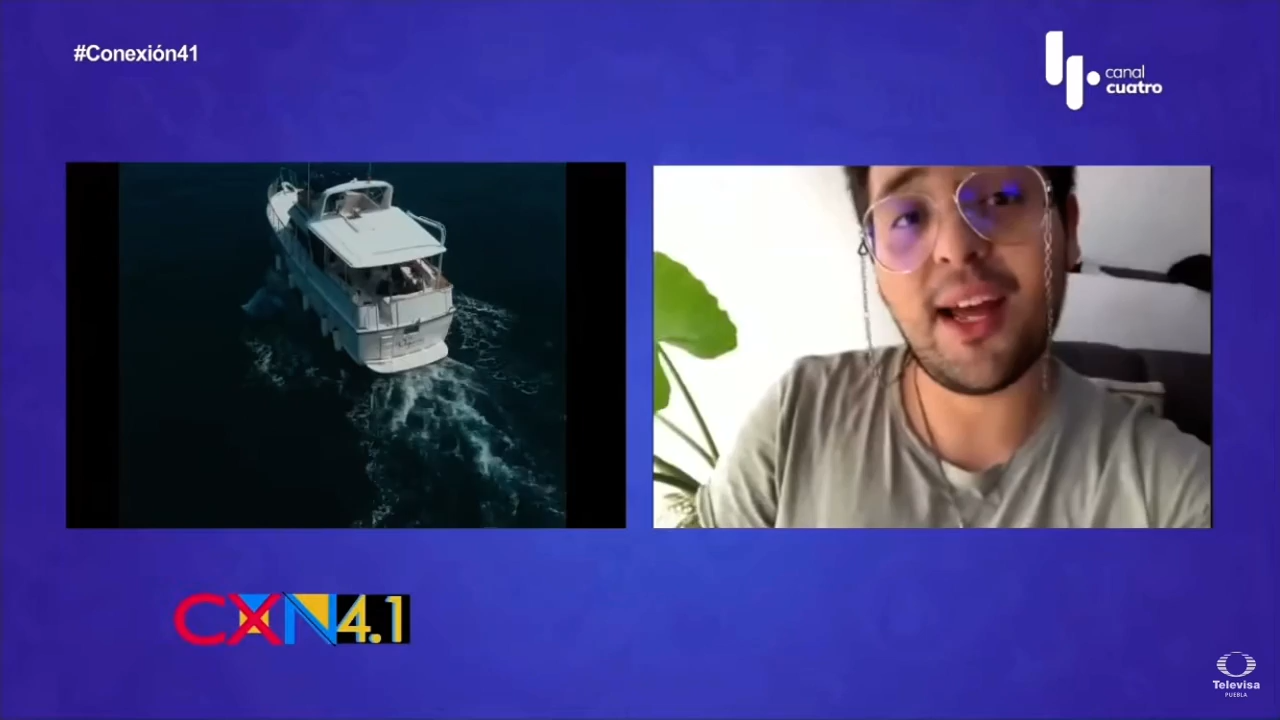 #Conexión41
canal
cuatro
CXN4.1
Televisa
PUEBLA